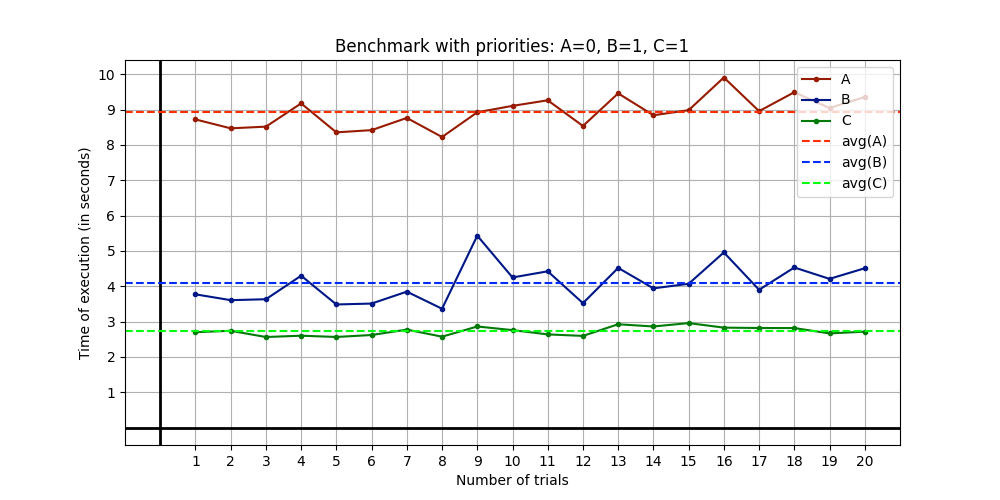 Benchmark with priorities: A=0, B=1, C=1
Time of execution (in seconds)
10
9
8
7
6
5
4
3
2
1
A
B
C
avg(A)
avg(B)
avg(C)
1 2 3 4 5 6 7 8 9 10 11 12 13 14 15 16 17 18 19 20
Number of trials